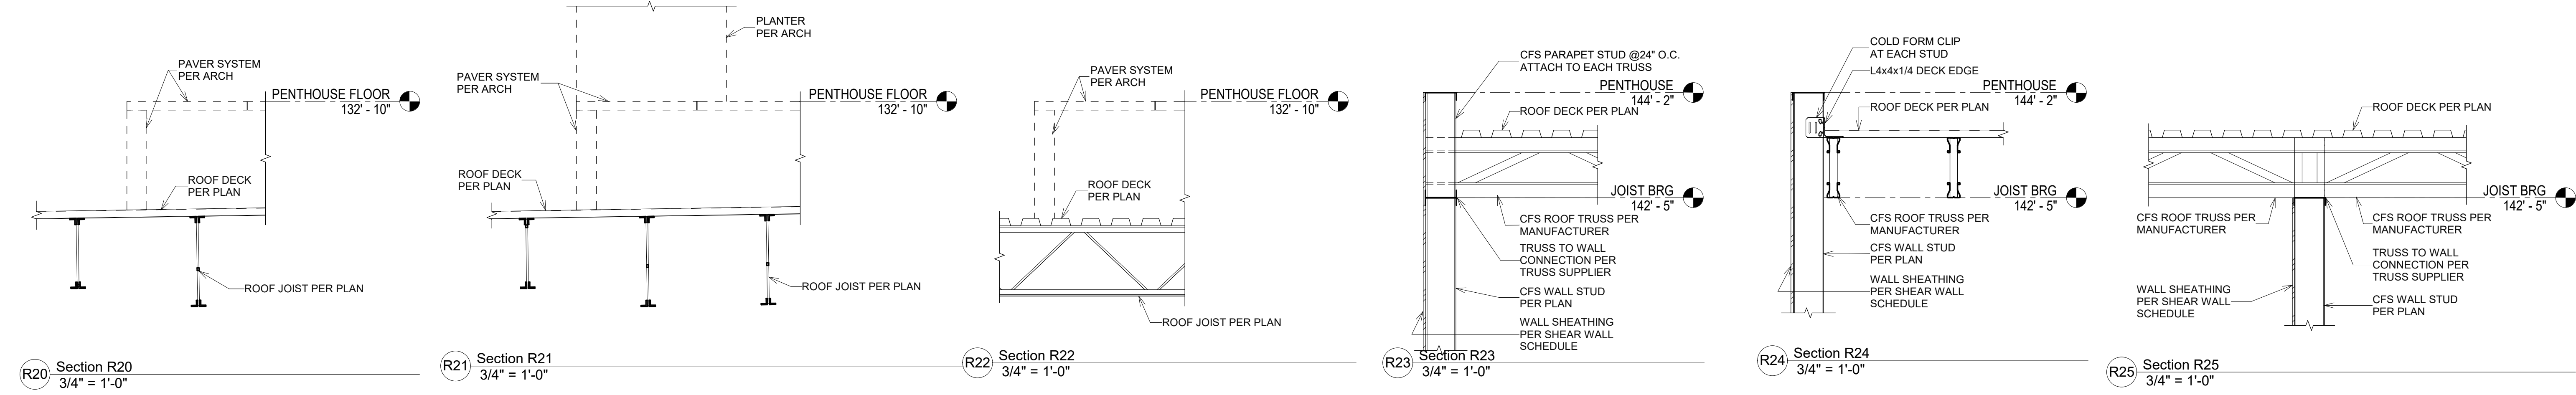 PAVER SYSTEM
PER ARCH
PENTHOUSE FLOOR
132' - 10"
ROOF DECK
PER PLAN
ROOF JOIST PER PLAN
R20
Section R20
3/4" = 1'-0"
PLANTER
PER ARCH
PAVER SYSTEM
PER ARCH
PENTHOUSE FLOOR
132' - 10"
ROOF DECK
PER PLAN
ROOF JOIST PER PLAN
R21
Section R21
3/4" = 1'-0"
PAVER SYSTEM
PER ARCH
PENTHOUSE FLOOR
132' - 10"
ROOF DECK
PER PLAN
ROOF JOIST PER PLAN
R22
Section R22
3/4" = 1'-0"
CFS PARAPET STUD @24" O.C.
ATTACH TO EACH TRUSS
PENTHOUSE
144' - 2"
ROOF DECK PER PLAN
JOIST BRG
142' - 5"
CFS ROOF TRUSS PER
MANUFACTURER
TRUSS TO WALL
CONNECTION PER
TRUSS SUPPLIER
CFS WALL STUD
PER PLAN
WALL SHEATHING
PER SHEAR WALL
SCHEDULE
R23
Section R23
3/4" = 1'-0"
COLD FORM CLIP
AT EACH STUD
L4x4x1/4 DECK EDGE
PENTHOUSE
144' - 2"
ROOF DECK PER PLAN
JOIST BRG
142' - 5"
CFS ROOF TRUSS PER
MANUFACTURER
CFS WALL STUD
PER PLAN
WALL SHEATHING
PER SHEAR WALL
SCHEDULE
R24
Section R24
3/4" = 1'-0"
ROOF DECK PER PLAN
JOIST BRG
142' - 5"
CFS ROOF TRUSS PER
MANUFACTURER
CFS ROOF TRUSS PER
MANUFACTURER
TRUSS TO WALL
CONNECTION PER
TRUSS SUPPLIER
WALL SHEATHING
PER SHEAR WALL
SCHEDULE
CFS WALL STUD
PER PLAN
R25
Section R25
3/4" = 1'-0"